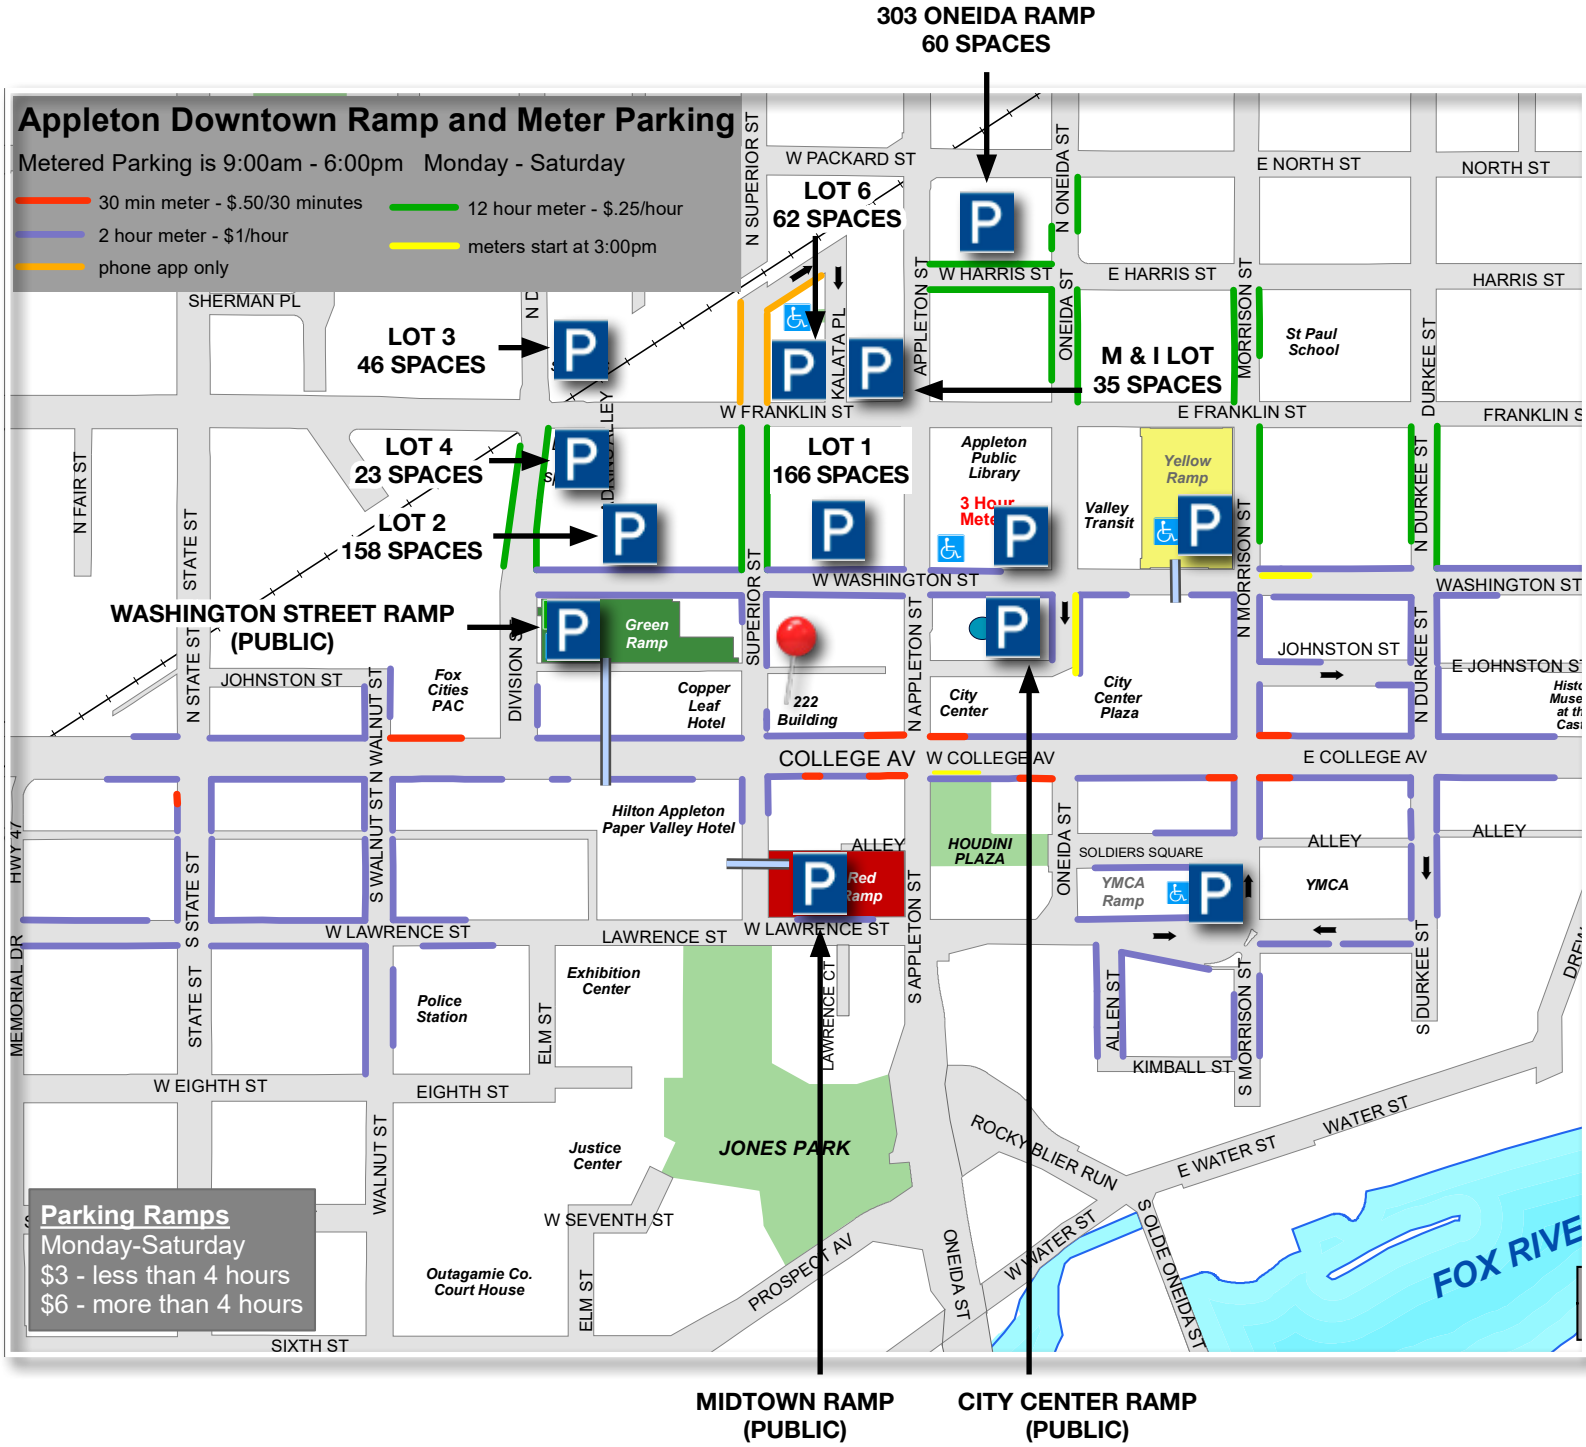 303 ONEIDA RAMP
60 SPACES
Appleton Downtown Ramp and Meter Parking
Metered Parking is 9:00am - 6:00pm Monday - Saturday
30 min meter - $.50/30 minutes
2 hour meter - $1/hour
phone app only
12 hour meter - $.25/hour
meters start at 3:00pm
N SUPERIOR ST
W PACKARD ST
N ONEIDA ST
E NORTH ST
NORTH ST
LOT 6
62 SPACES
P
W HARRIS ST
E HARRIS ST
HARRIS ST
SHERMAN PL
N D
LOT 3
46 SPACES
P
P
P
KALATA PL
APPLETON ST
ONEIDA ST
M & I LOT
35 SPACES
MORRISON ST
St Paul
School
DURKEE ST
W FRANKLIN ST
E FRANKLIN ST
FRANKLIN S
N FAIR ST
LOT 4
23 SPACES
P
LOT 1
166 SPACES
Appleton
Public
Library
3 Hour
P
Valley
Transit
Yellow
Ramp
P
LOT 2
158 SPACES
P
P
N MORRISON ST
N DURKEE ST
STATE ST
W WASHINGTON ST
WASHINGTON ST
WASHINGTON STREET RAMP
(PUBLIC)
P
Green
Ramp
SUPERIOR ST
P
JOHNSTON ST
E JOHNSTON ST
N STATE ST
JOHNSTON ST
N WALNUT ST
Fox
Cities
PAC
DIVISION ST
Copper
Leaf
Hotel
222
Building
N APPLETON ST
City
Center
City
Center
Plaza
N DURKEE ST
at th
COLLEGE AV
W COLLEGE AV
E COLLEGE AV
HWY 47
S WALNUT ST
Hilton Appleton
Paper Valley Hotel
ALLEY
HOUDINI
PLAZA
ONEIDA ST
SOLDIERS SQUARE
ALLEY
ALLEY
P
Red
Ramp
YMCA
Ramp
P
YMCA
S STATE ST
W LAWRENCE ST
LAWRENCE ST
W LAWRENCE ST
S APPLETON ST
MEMORIAL DR
STATE ST
Police
Station
ELM ST
Exhibition
Center
LAWRENCE CT
ALLEN ST
S MORRISON ST
S DURKEE ST
DREW
KIMBALL ST
W EIGHTH ST
EIGHTH ST
WALNUT ST
Justice
Center
JONES PARK
ROCKY BLIER RUN
E WATER ST
WATER ST
Parking Ramps
Monday-Saturday
$3 - less than 4 hours
$6 - more than 4 hours
W SEVENTH ST
Outagamie Co.
Court House
ELM ST
PROSPECT AV
ONEIDA ST
W WATER ST
S OLDE ONEIDA ST
FOX RIVE
SIXTH ST
MIDTOWN RAMP
(PUBLIC)
CITY CENTER RAMP
(PUBLIC)